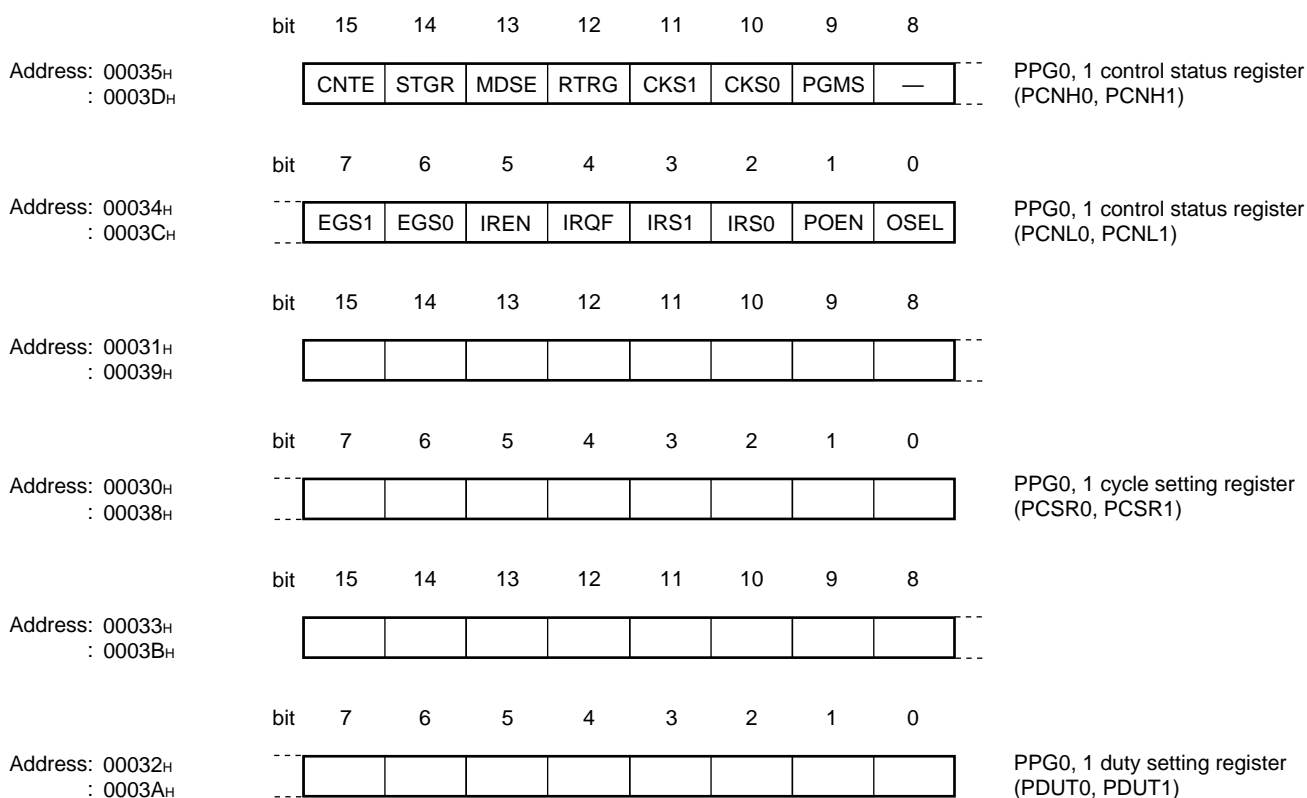 bit 15 14 13 12 11 10 9 8
Address: 00035H
: 0003DH
CNTE STGR MDSE RTRG CKS1 CKS0 PGMS —
PPG0, 1 control status register
(PCNH0, PCNH1)
bit 7 6 5 4 3 2 1 0
Address: 00034H
: 0003CH
EGS1 EGS0 IREN IRQF IRS1 IRS0 POEN OSEL
PPG0, 1 control status register
(PCNL0, PCNL1)
bit 15 14 13 12 11 10 9 8
Address: 00031H
: 00039H
bit 7 6 5 4 3 2 1 0
Address: 00030H
: 00038H
PPG0, 1 cycle setting register
(PCSR0, PCSR1)
bit 15 14 13 12 11 10 9 8
Address: 00033H
: 0003BH
bit 7 6 5 4 3 2 1 0
Address: 00032H
: 0003AH
PPG0, 1 duty setting register
(PDUT0, PDUT1)